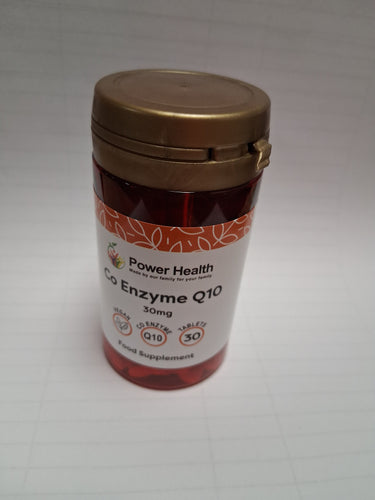 Power Health
Made by our family for your family
Co Enzyme Q10
30mg
VEGAN
CO ENZYME
Q10
TABLETS
30
Food Supplement